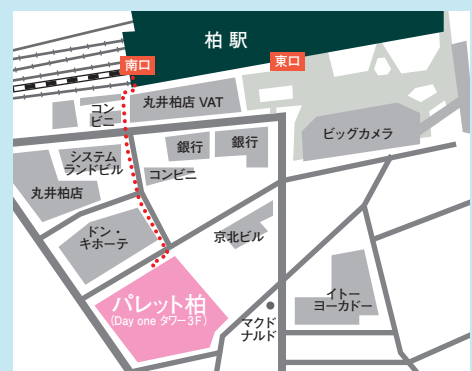 柏駅
南口
東口
コン
ビニ
丸井柏店 VAT
ビッグカメラ
銀行
銀行
システム
ランドビル
コンビニ
丸井柏店
ドン・
キホーテ
京北ビル
パレット柏
(Day one タワー3F)
マクド
ナルド
イトー
ヨーカドー